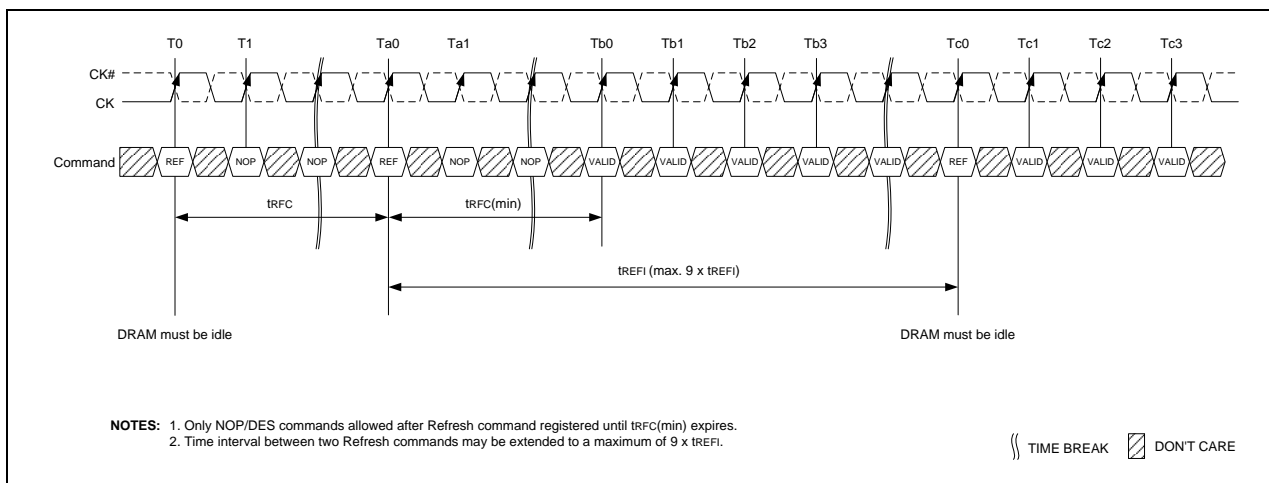 T0 T1 Ta0 Ta1 Tb0 Tb1 Tb2 Tb3 Tc0 Tc1 Tc2 Tc3
CK#
CK
Command REF NOP NOP REF NOP NOP VALID VALID VALID VALID VALID REF VALID VALID VALID
tRFC tRFC(min)
tREFI (max. 9 x tREFI)
DRAM must be idle DRAM must be idle
NOTES: 1. Only NOP/DES commands allowed after Refresh command registered until tRFC(min) expires.
2. Time interval between two Refresh commands may be extended to a maximum of 9 x tREFI.
TIME BREAK DON'T CARE